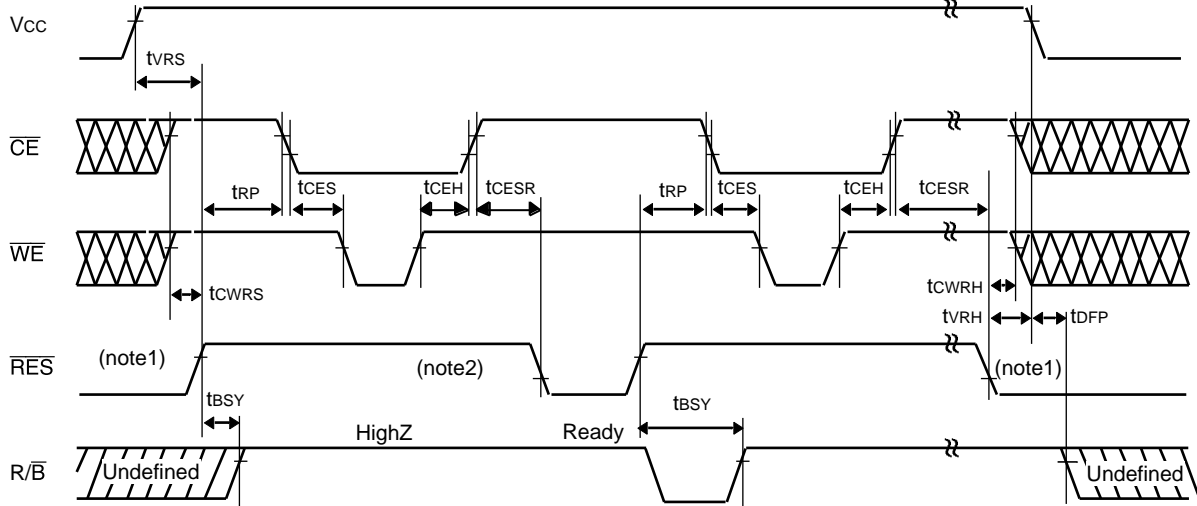 Vcc
tVRS
CE
tRP tCES tCEH tCESR tRP tCES tCEH tCESR
WE
tCWRS tCWRH
tVRH tDFP
RES (note1) (note2) (note1)
tBSY tBSY
HighZ Ready
R/B Undefined Undefined